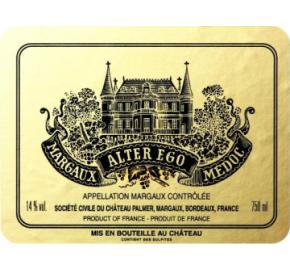 MARGAUX ALTER EGO MEDOC
APPELLATION MARGAUX CONTRÔLÉE
14 % vol. SOCIÉTÉ CIVILE DU CHÂTEAU PALMER, MARGAUX, BORDEAUX, FRANCE 750 ml
PRODUCT OF FRANCE - PRODUIT DE FRANCE
MIS EN BOUTEILLE AU CHÂTEAU
CONTIENT DES SULFITES